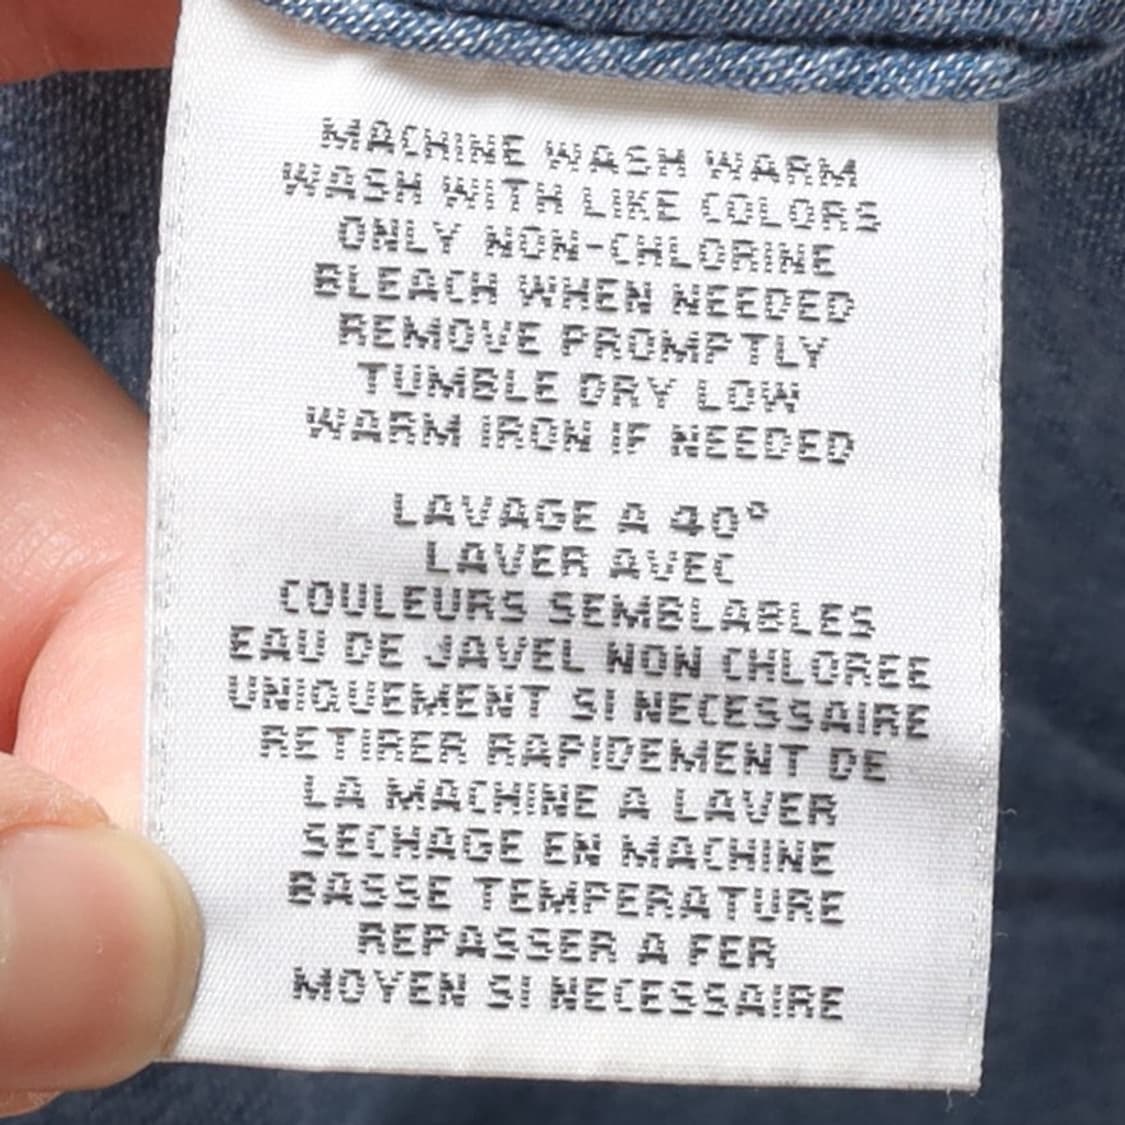 MACHINE WASH WARM
WASH WITH LIKE COLORS
ONLY NON-CHLORINE
BLEACH WHEN NEEDED
REMOVE PROMPTLY
TUMBLE DRY LOW
WARM IRON IF NEEDED
LAVAGE A 40°
LAVER AVEC
COULEURS SEMBLABLES
EAU DE JAVEL NON CHLOREE
UNIQUEMENT SI NECESSAIRE
RETIRER RAPIDEMENT DE
LA MACHINE A LAVER
SECHAGE EN MACHINE
BASSE TEMPERATURE
REPASSER A FER
MOYEN SI NECESSAIRE